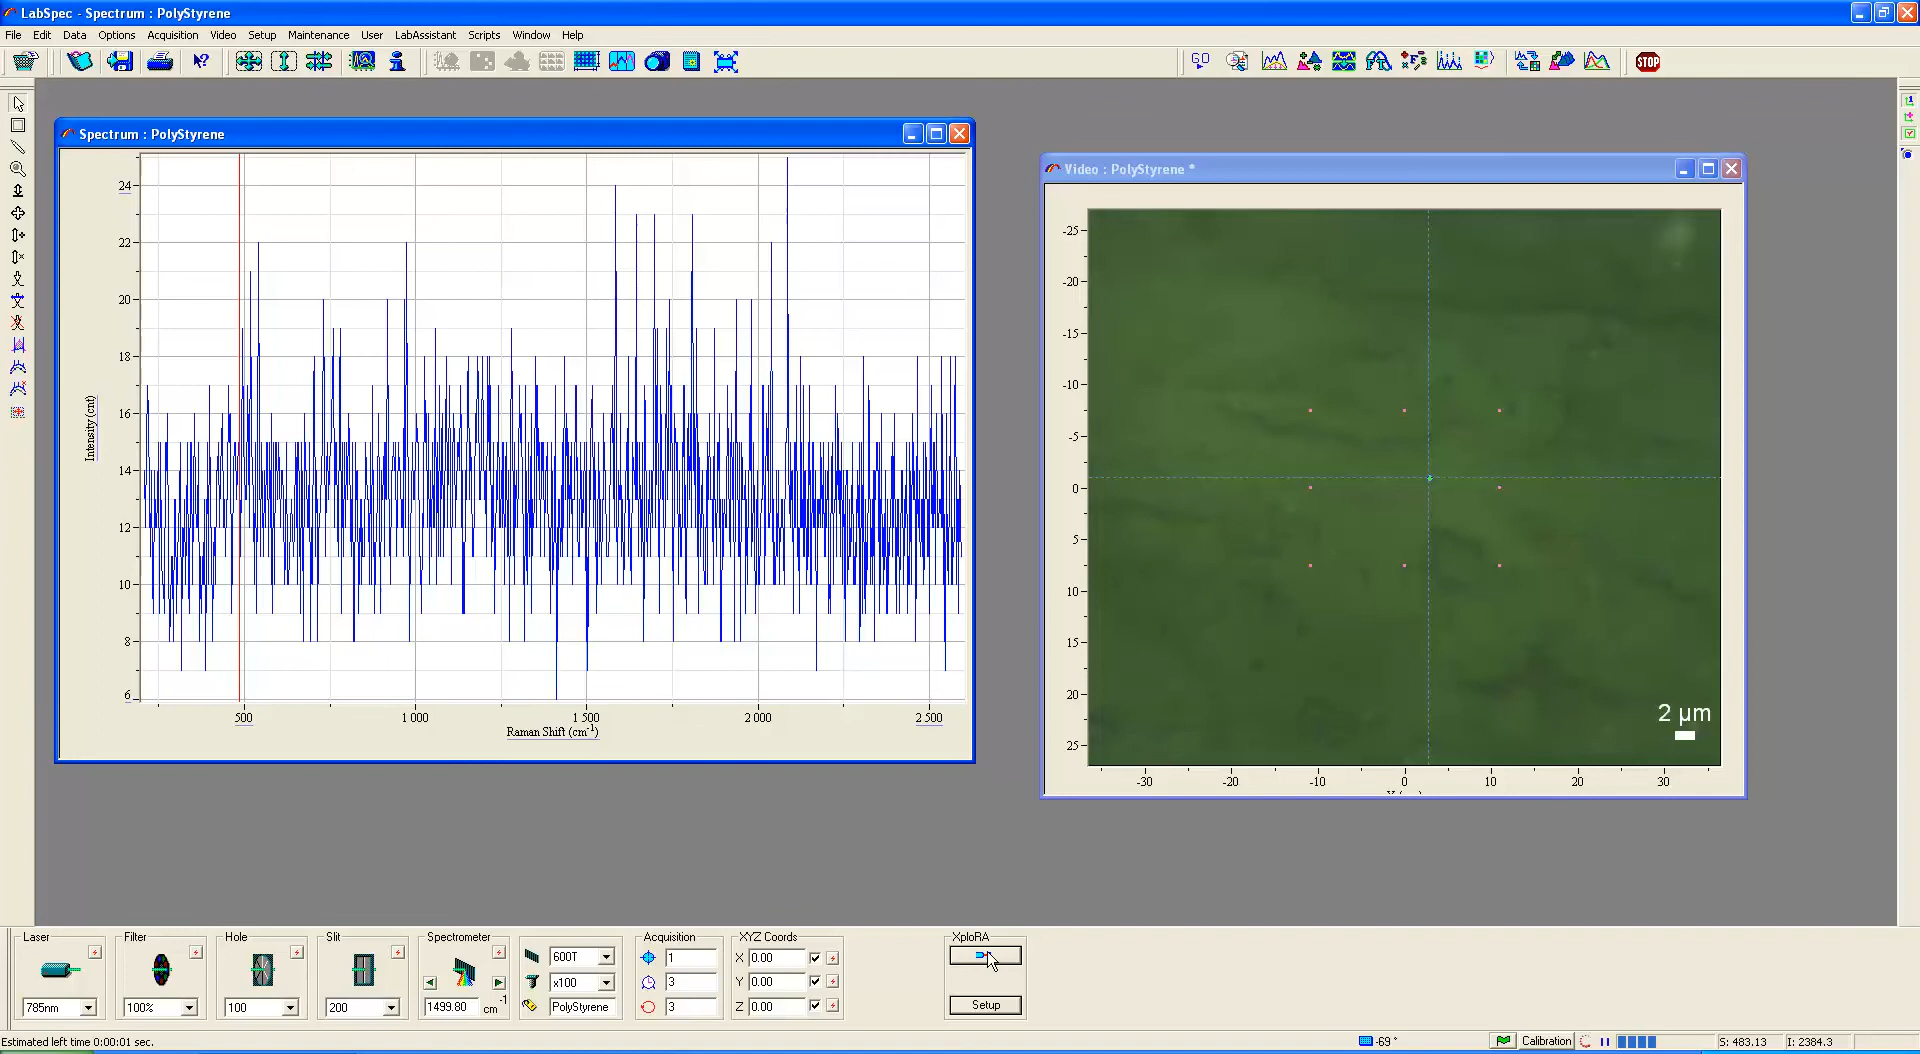 LabSpec - Spectrum : PolyStyrene
File Edit Data Options Acquisition Video Setup Maintenance User LabAssistant Scripts Window Help
GO STOP
Spectrum : PolyStyrene
24
22
20
18
16
14
12
10
8
6
Intensity (cnt)
500 1 000 1 500 2 000 2 500
Raman Shift (cm-1)
Video : PolyStyrene *
-25
-20
-15
-10
-5
0
5
10
15
20
25
2 µm
-30 -20 -10 0 10 20 30
Laser Filter Hole Slit Spectrometer Acquisition XYZ Coords XploRA
600T 1 X 0.00
x100 3 Y 0.00
785nm 100% 100 200 1499.80 cm-1 PolyStyrene 3 Z 0.00 Setup
Estimated left time 0:00:01 sec. -69 ° Calibration S: 483.13 I: 2384.3